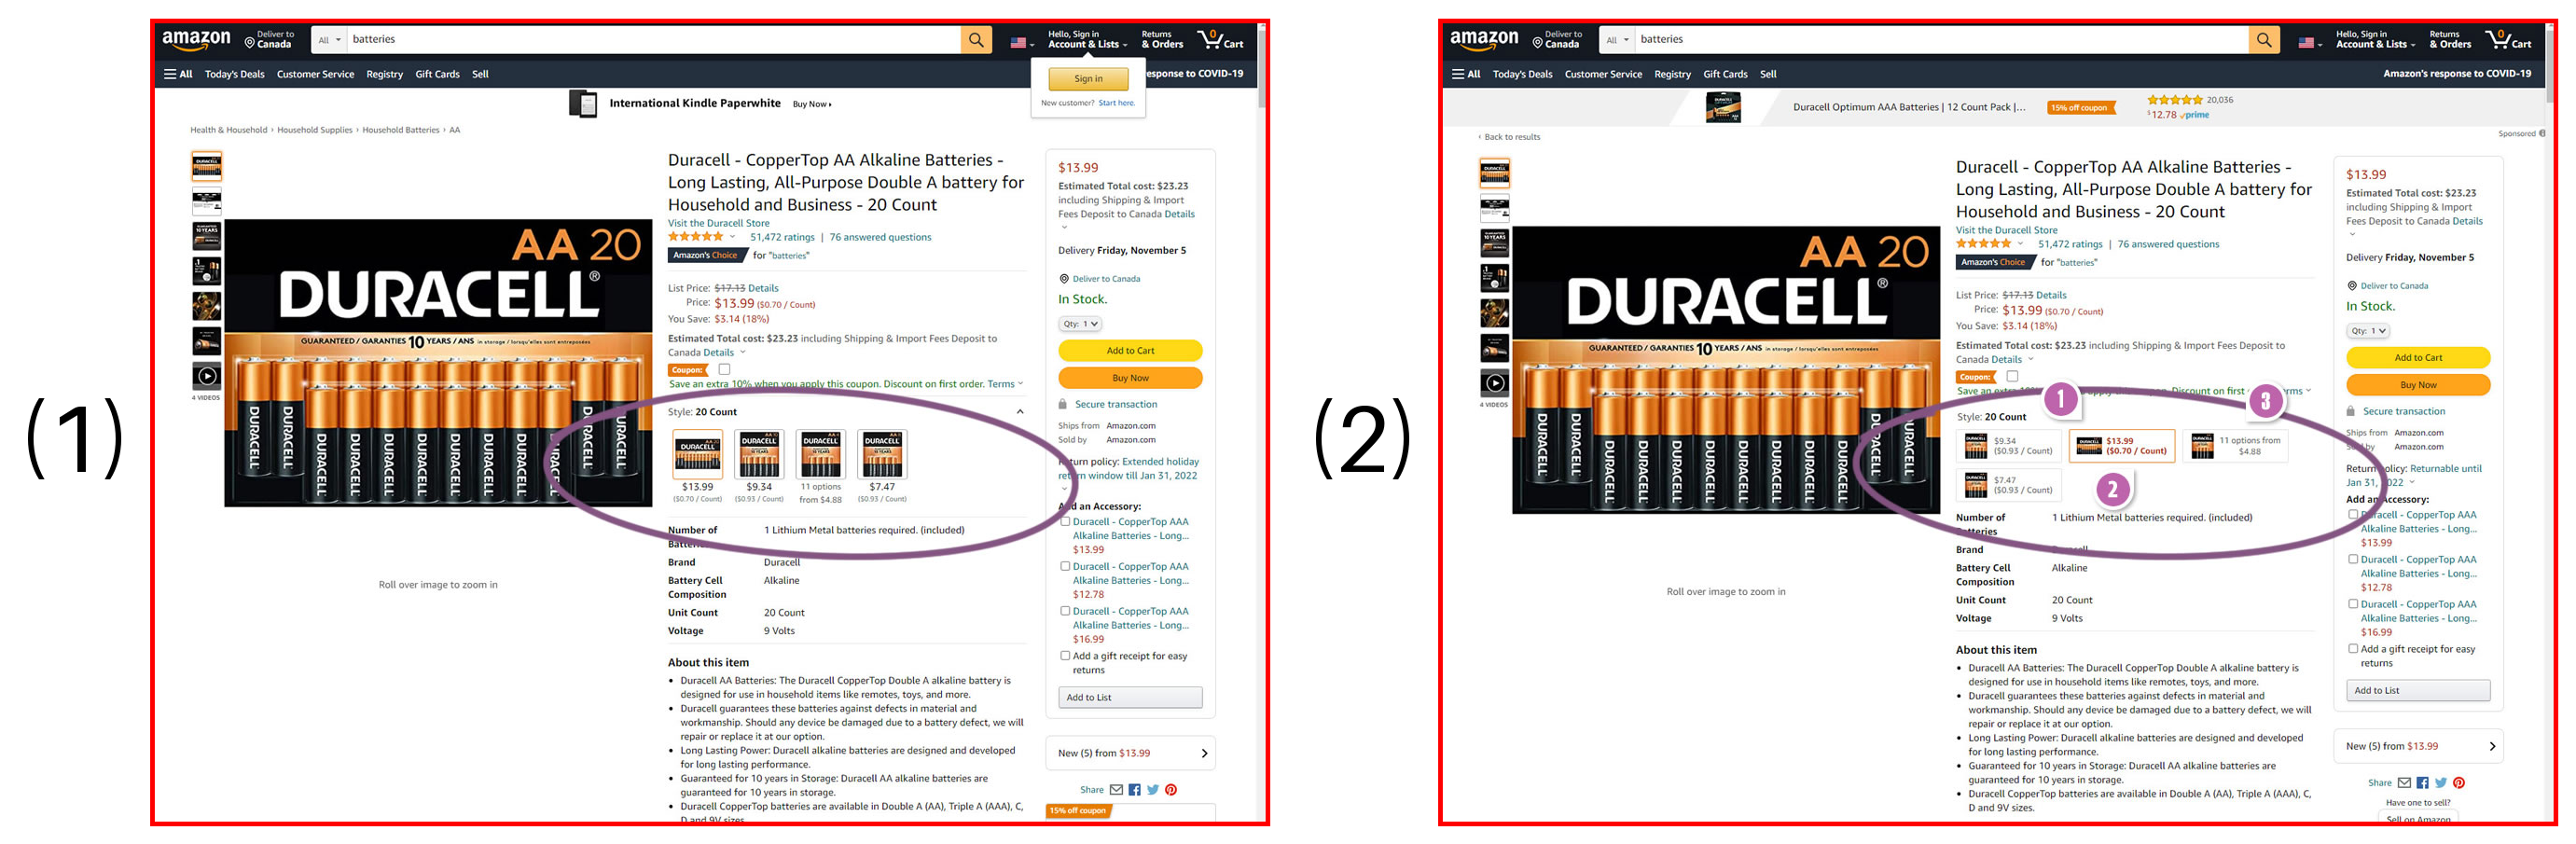 (1)
amazon
Deliver to
Canada
All
batteries
Hello, Sign in
Account & Lists
Returns
& Orders
0
Cart
All Today's Deals Customer Service Registry Gift Cards Sell
esponse to COVID-19
Sign in
New customer? Start here.
International Kindle Paperwhite Buy Now
Health & Household › Household Supplies › Household Batteries › AA
4 VIDEOS
AA 20
DURACELL®
GUARANTEED / GARANTIES 10 YEARS / ANS in storage / lorsqu'elles sont entreposées
DURACELL DURACELL DURACELL DURACELL DURACELL DURACELL DURACELL DURACELL DURACELL DURACELL DURACELL DURACELL
Roll over image to zoom in
Duracell - CopperTop AA Alkaline Batteries -
Long Lasting, All-Purpose Double A battery for
Household and Business - 20 Count
Visit the Duracell Store
51,472 ratings | 76 answered questions
Amazon's Choice for "batteries"
List Price: $17.13 Details
Price: $13.99 ($0.70 / Count)
You Save: $3.14 (18%)
Estimated Total cost: $23.23 including Shipping & Import Fees Deposit to
Canada Details
Coupon:
Save an extra 10% when you apply this coupon. Discount on first order. Terms
Style: 20 Count
$13.99 $9.34 11 options $7.47
($0.70 / Count) ($0.93 / Count) from $4.88 ($0.93 / Count)
Number of 1 Lithium Metal batteries required. (included)
Batteries
Brand Duracell
Battery Cell Alkaline
Composition
Unit Count 20 Count
Voltage 9 Volts
About this item
• Duracell AA Batteries: The Duracell CopperTop Double A alkaline battery is
designed for use in household items like remotes, toys, and more.
• Duracell guarantees these batteries against defects in material and
workmanship. Should any device be damaged due to a battery defect, we will
repair or replace it at our option.
• Long Lasting Power: Duracell alkaline batteries are designed and developed
for long lasting performance.
• Guaranteed for 10 years in Storage: Duracell AA alkaline batteries are
guaranteed for 10 years in storage.
• Duracell CopperTop batteries are available in Double A (AA), Triple A (AAA), C,
D and 9V sizes.
$13.99
Estimated Total cost: $23.23
including Shipping & Import
Fees Deposit to Canada Details
Delivery Friday, November 5
Deliver to Canada
In Stock.
Qty: 1
Add to Cart
Buy Now
Secure transaction
Ships from Amazon.com
Sold by Amazon.com
Return policy: Extended holiday
return window till Jan 31, 2022
Add an Accessory:
Duracell - CopperTop AAA
Alkaline Batteries - Long...
$13.99
Duracell - CopperTop AAA
Alkaline Batteries - Long...
$12.78
Duracell - CopperTop AAA
Alkaline Batteries - Long...
$16.99
Add a gift receipt for easy
returns
Add to List
New (5) from $13.99
Share
15% off coupon
(2)
amazon
Deliver to
Canada
All
batteries
Hello, Sign in
Account & Lists
Returns
& Orders
0
Cart
All Today's Deals Customer Service Registry Gift Cards Sell
Amazon's response to COVID-19
Duracell Optimum AAA Batteries | 12 Count Pack |...
15% off coupon
20,036
$12.78 prime
Sponsored
‹ Back to results
4 VIDEOS
AA 20
DURACELL®
GUARANTEED / GARANTIES 10 YEARS / ANS in storage / lorsqu'elles sont entreposées
DURACELL DURACELL DURACELL DURACELL DURACELL DURACELL DURACELL DURACELL DURACELL DURACELL DURACELL DURACELL
Roll over image to zoom in
Duracell - CopperTop AA Alkaline Batteries -
Long Lasting, All-Purpose Double A battery for
Household and Business - 20 Count
Visit the Duracell Store
51,472 ratings | 76 answered questions
Amazon's Choice for "batteries"
List Price: $17.13 Details
Price: $13.99 ($0.70 / Count)
You Save: $3.14 (18%)
Estimated Total cost: $23.23 including Shipping & Import Fees Deposit to
Canada Details
Coupon:
Save an extra Discount on first
1
3
Style: 20 Count
$9.34
($0.93 / Count)
$13.99
($0.70 / Count)
11 options from
$4.88
$7.47
($0.93 / Count)
2
Number of 1 Lithium Metal batteries required. (included)
Batteries
Brand Duracell
Battery Cell Alkaline
Composition
Unit Count 20 Count
Voltage 9 Volts
About this item
• Duracell AA Batteries: The Duracell CopperTop Double A alkaline battery is
designed for use in household items like remotes, toys, and more.
• Duracell guarantees these batteries against defects in material and
workmanship. Should any device be damaged due to a battery defect, we will
repair or replace it at our option.
• Long Lasting Power: Duracell alkaline batteries are designed and developed
for long lasting performance.
• Guaranteed for 10 years in Storage: Duracell AA alkaline batteries are
guaranteed for 10 years in storage.
• Duracell CopperTop batteries are available in Double A (AA), Triple A (AAA), C,
D and 9V sizes.
$13.99
Estimated Total cost: $23.23
including Shipping & Import
Fees Deposit to Canada Details
Delivery Friday, November 5
Deliver to Canada
In Stock.
Qty: 1
Add to Cart
Buy Now
Secure transaction
Ships from Amazon.com
Sold by Amazon.com
Return policy: Returnable until
Jan 31, 2022
Add an Accessory:
Duracell - CopperTop AAA
Alkaline Batteries - Long...
$13.99
Duracell - CopperTop AAA
Alkaline Batteries - Long...
$12.78
Duracell - CopperTop AAA
Alkaline Batteries - Long...
$16.99
Add a gift receipt for easy
returns
Add to List
New (5) from $13.99
Share
Have one to sell?
Sell on Amazon